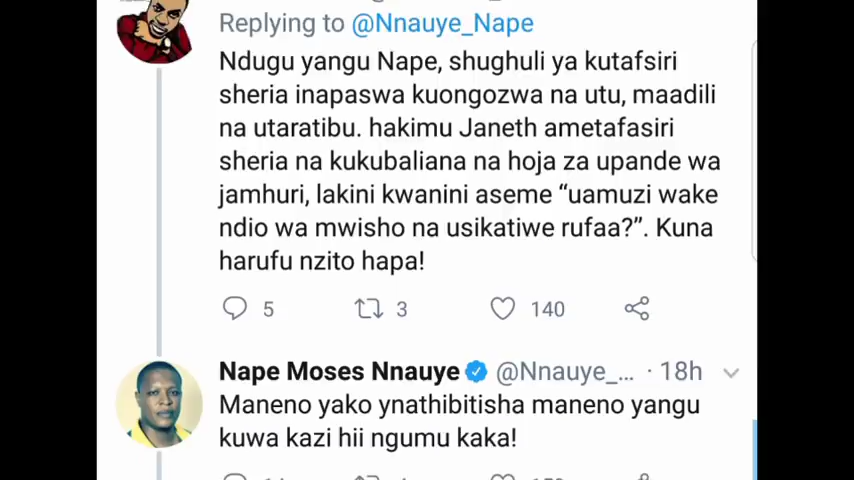 Replying to @Nnauye_Nape
Ndugu yangu Nape, shughuli ya kutafsiri
sheria inapaswa kuongozwa na utu, maadili
na utaratibu. hakimu Janeth ametafasiri
sheria na kukubaliana na hoja za upande wa
jamhuri, lakini kwanini aseme “uamuzi wake
ndio wa mwisho na usikatiwe rufaa?”. Kuna
harufu nzito hapa!
5 3 140
Nape Moses Nnauye @Nnauye_... · 18h
Maneno yako ynathibitisha maneno yangu
kuwa kazi hii ngumu kaka!